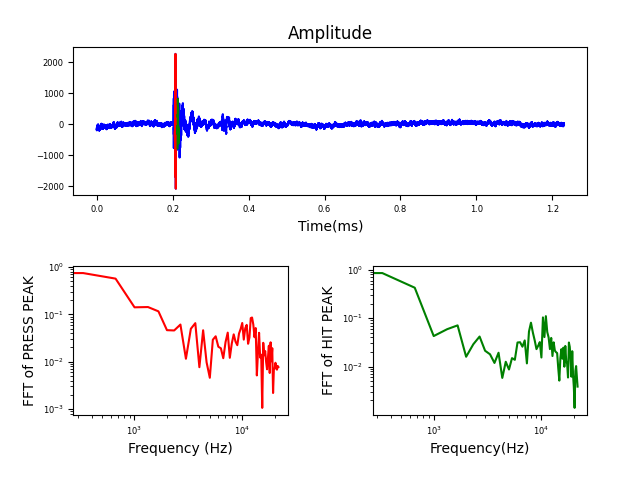 Amplitude
2000
1000
0
−1000
−2000
0.0 0.2 0.4 0.6 0.8 1.0 1.2
Time(ms)
FFT of PRESS PEAK
10⁰
10⁻¹
10⁻²
10⁻³
10³ 10⁴
Frequency (Hz)
FFT of HIT PEAK
10⁰
10⁻¹
10⁻²
10³ 10⁴
Frequency(Hz)